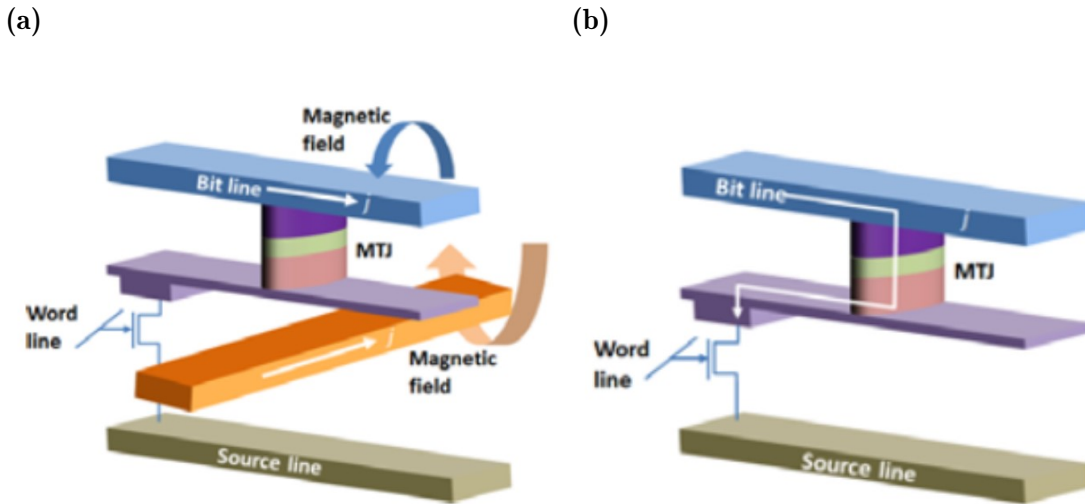 (a)
(b)
Magnetic
field
Bit line
j
MTJ
Word
line
j
Magnetic
field
Source line
Bit line
j
MTJ
Word
line
Source line